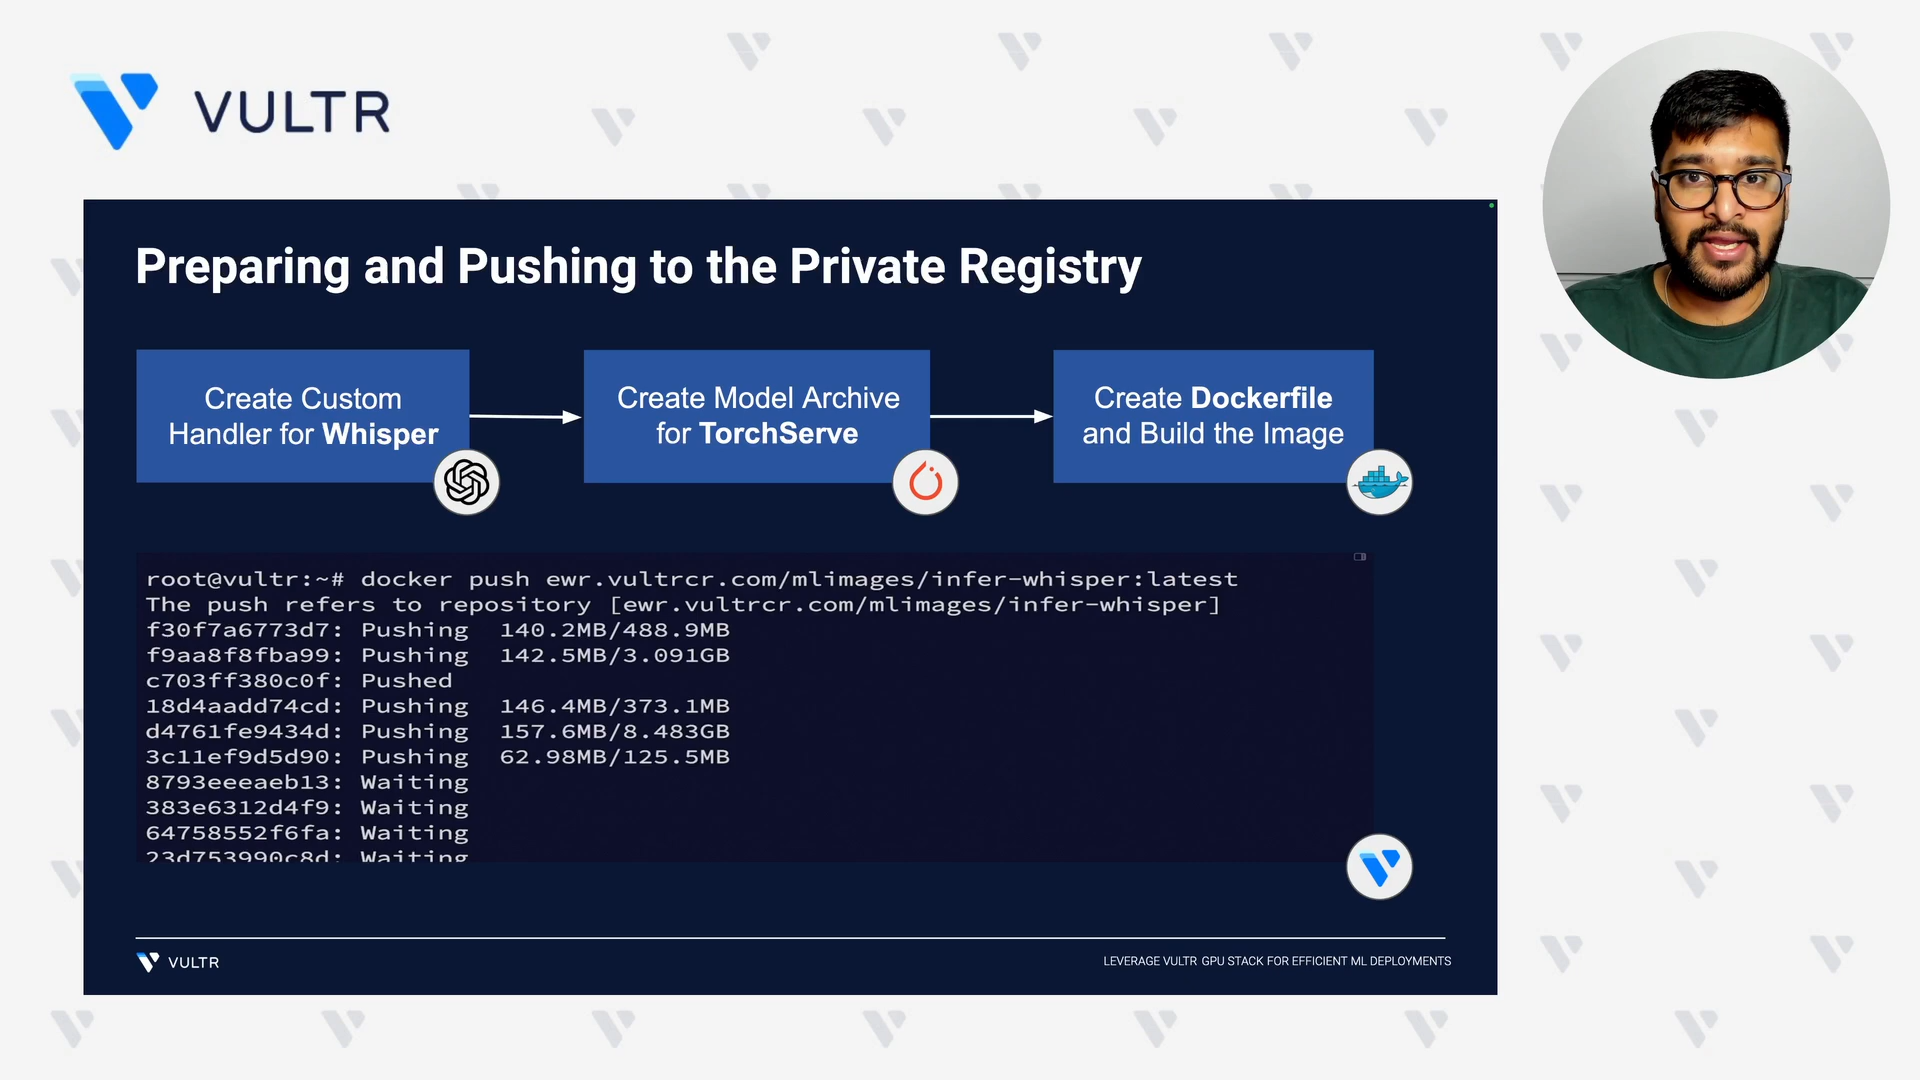 VULTR
Preparing and Pushing to the Private Registry
Create Custom
Handler for Whisper
Create Model Archive
for TorchServe
Create Dockerfile
and Build the Image
root@vultr:~# docker push ewr.vultrcr.com/mlimages/infer-whisper:latest
The push refers to repository [ewr.vultrcr.com/mlimages/infer-whisper]
f30f7a6773d7: Pushing  140.2MB/488.9MB
f9aa8f8fba99: Pushing  142.5MB/3.091GB
c703ff380c0f: Pushed
18d4aadd74cd: Pushing  146.4MB/373.1MB
d4761fe9434d: Pushing  157.6MB/8.483GB
3c11ef9d5d90: Pushing  62.98MB/125.5MB
8793eeeaeb13: Waiting
383e6312d4f9: Waiting
64758552f6fa: Waiting
23d753990c8d: Waiting
VULTR
LEVERAGE VULTR GPU STACK FOR EFFICIENT ML DEPLOYMENTS